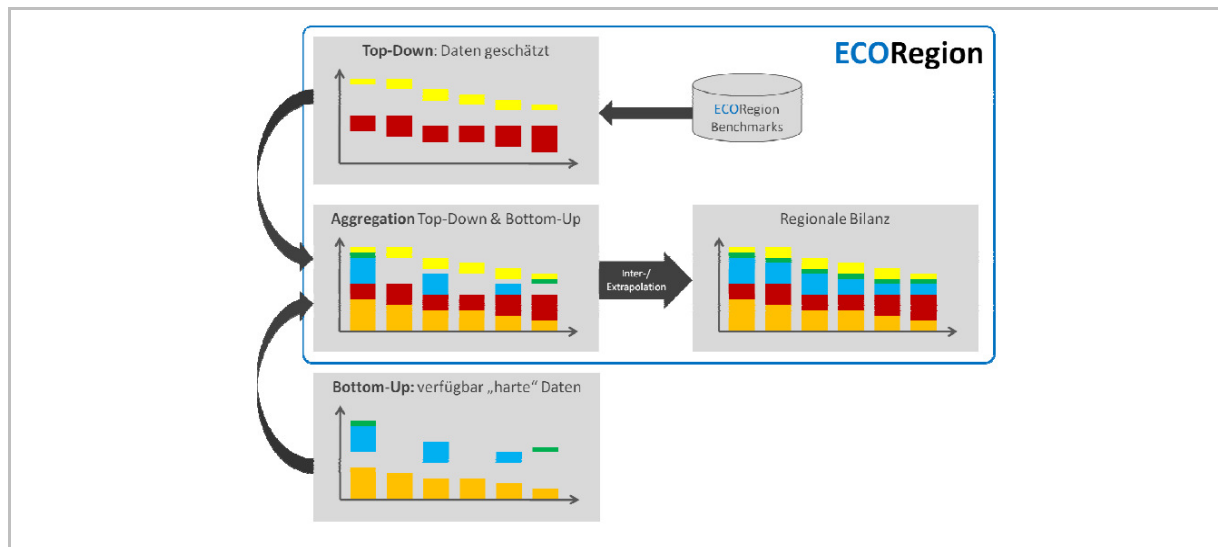 Top-Down: Daten geschätzt
ECORegion
ECORegion
Benchmarks
Aggregation Top-Down & Bottom-Up
Regionale Bilanz
Inter-/
Extrapolation
Bottom-Up: verfügbar „harte“ Daten